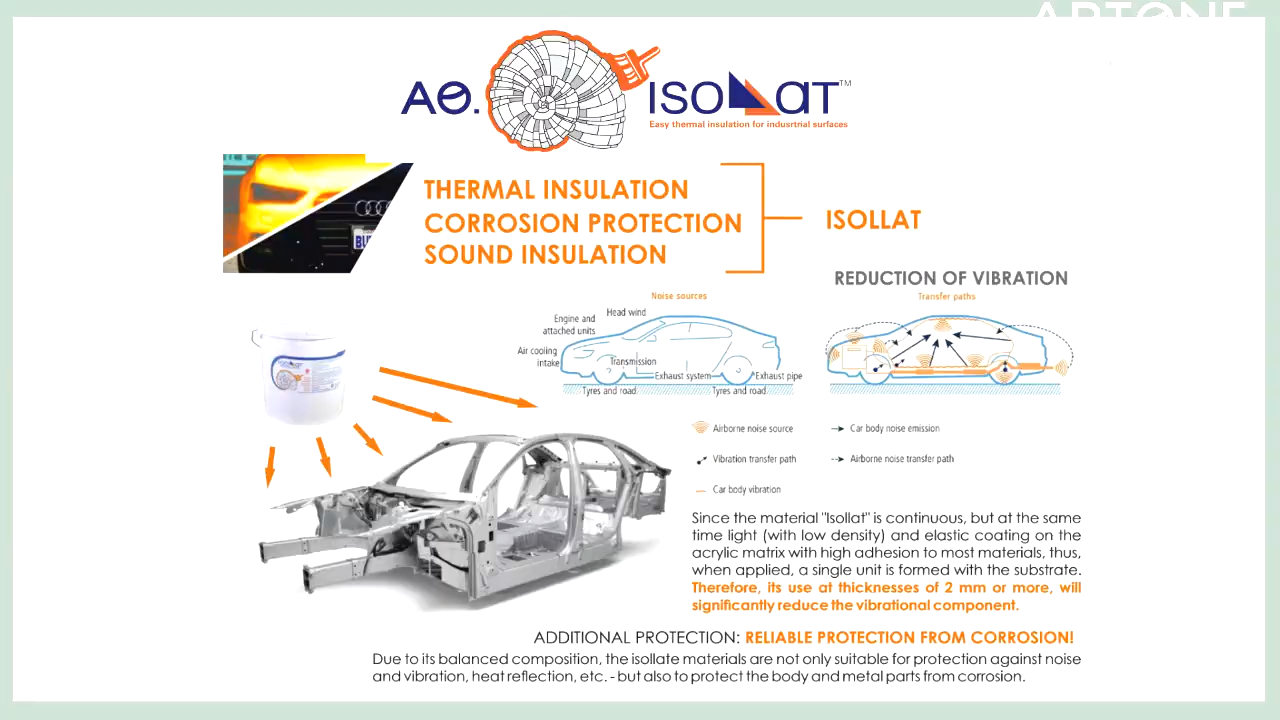 ARTONE
AΘ.
ISOLLAT™
Easy thermal insulation for indusrtrial surfaces
THERMAL INSULATION
CORROSION PROTECTION
SOUND INSULATION
ISOLLAT
REDUCTION OF VIBRATION
Noise sources
Transfer paths
Head wind
Engine and
attached units
Air cooling
intake
Transmission
Exhaust system
Exhaust pipe
Tyres and road
Tyres and road
Airborne noise source
Car body noise emission
Vibration transfer path
Airborne noise transfer path
Car body vibration
Since the material "Isollat" is continuous, but at the same
time light (with low density) and elastic coating on the
acrylic matrix with high adhesion to most materials, thus,
when applied, a single unit is formed with the substrate.
Therefore, its use at thicknesses of 2 mm or more, will
significantly reduce the vibrational component.
ADDITIONAL PROTECTION: RELIABLE PROTECTION FROM CORROSION!
Due to its balanced composition, the isollate materials are not only suitable for protection against noise
and vibration, heat reflection, etc. - but also to protect the body and metal parts from corrosion.